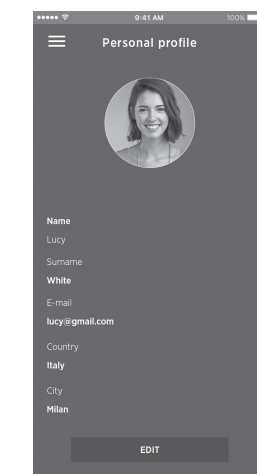 9:41 AM 100%
Personal profile
Name
Lucy
Surname
White
E-mail
lucy@gmail.com
Country
Italy
City
Milan
EDIT